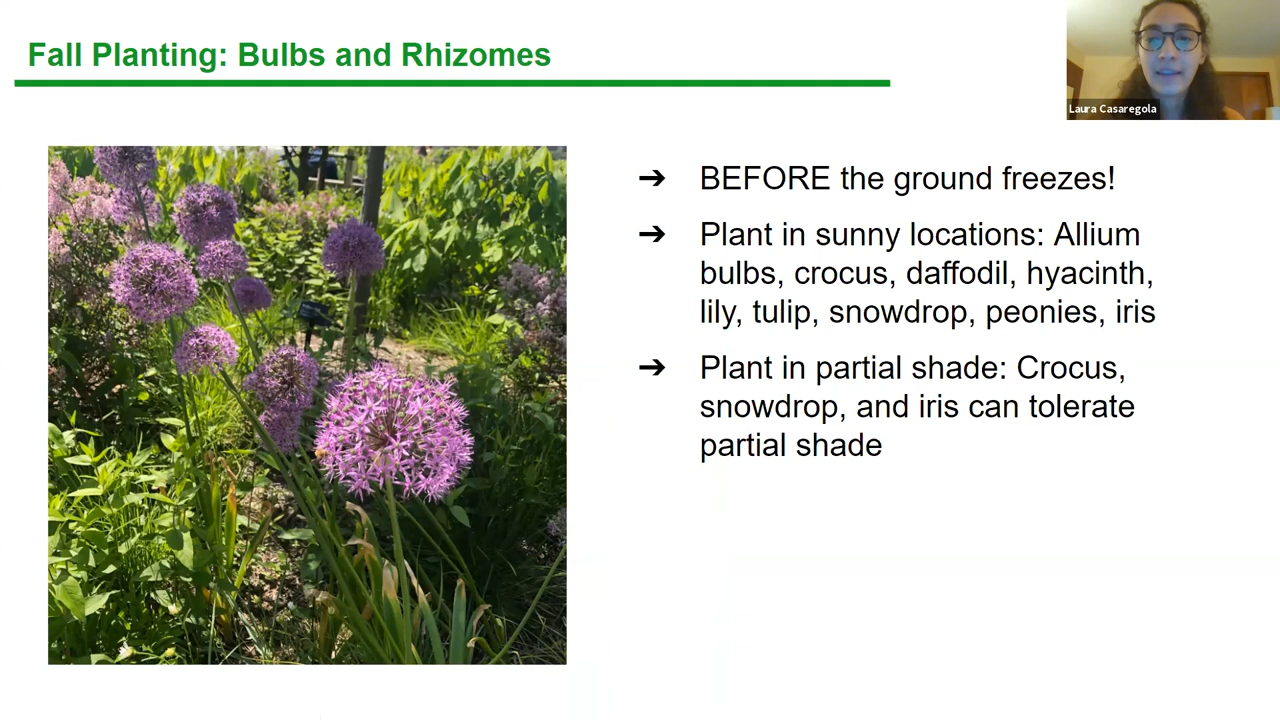 Fall Planting: Bulbs and Rhizomes
Laura Casaregola
➔ BEFORE the ground freezes!
➔ Plant in sunny locations: Allium
bulbs, crocus, daffodil, hyacinth,
lily, tulip, snowdrop, peonies, iris
➔ Plant in partial shade: Crocus,
snowdrop, and iris can tolerate
partial shade